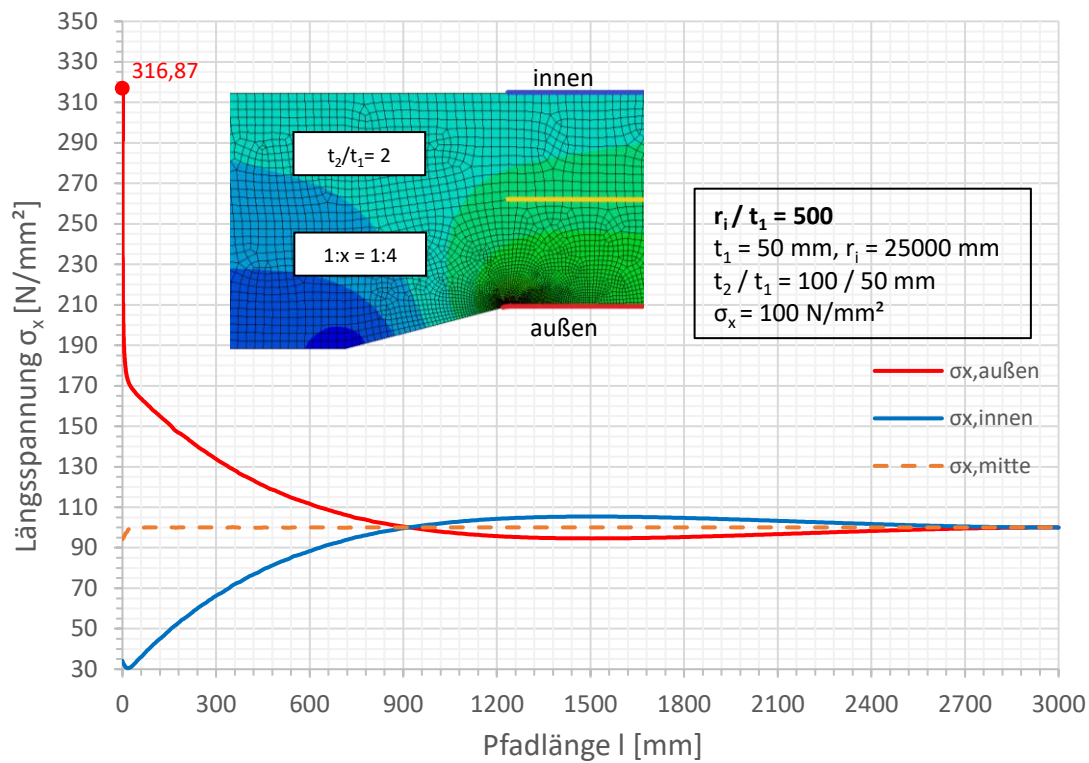 350
330
310
290
270
250
230
210
190
170
150
130
110
90
70
50
30
Längsspannung σₓ [N/mm²]
316,87
innen
t₂/t₁= 2
1:x = 1:4
außen
rᵢ / t₁ = 500
t₁ = 50 mm, rᵢ = 25000 mm
t₂ / t₁ = 100 / 50 mm
σₓ = 100 N/mm²
σx,außen
σx,innen
σx,mitte
0 300 600 900 1200 1500 1800 2100 2400 2700 3000
Pfadlänge l [mm]